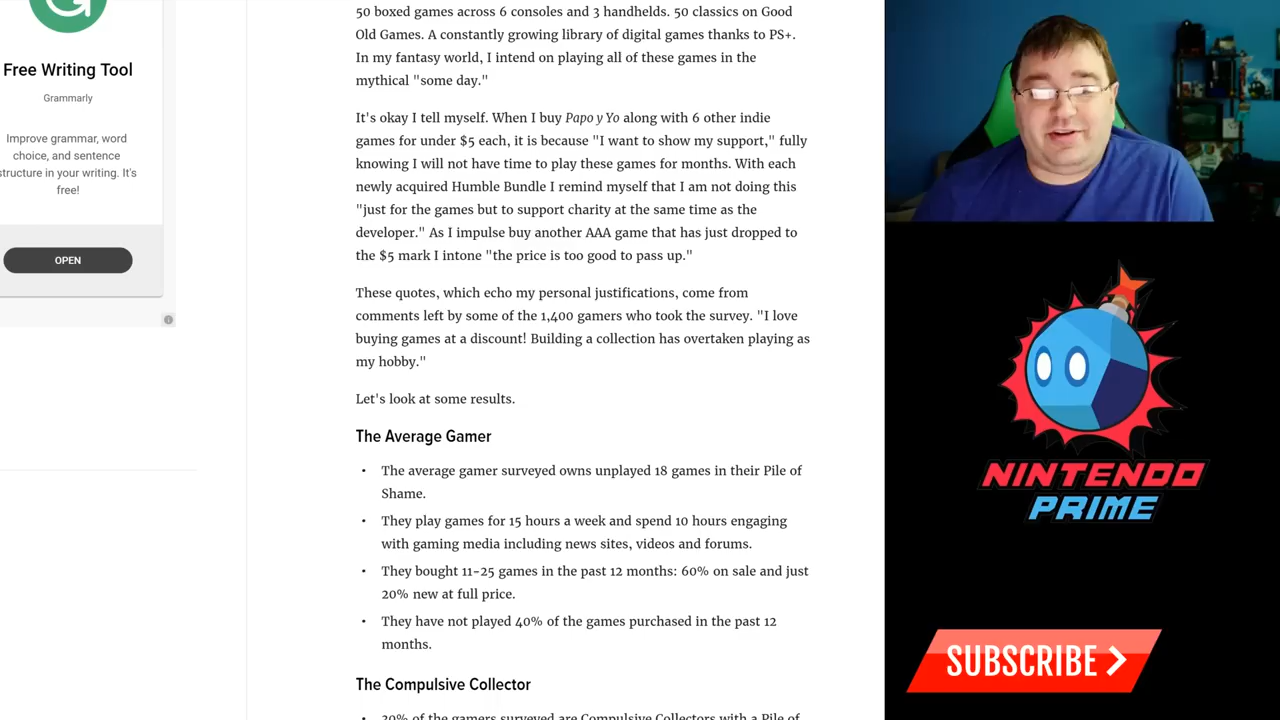 Free Writing Tool
Grammarly
Improve grammar, word
choice, and sentence
structure in your writing. It's
free!
OPEN
50 boxed games across 6 consoles and 3 handhelds. 50 classics on Good
Old Games. A constantly growing library of digital games thanks to PS+.
In my fantasy world, I intend on playing all of these games in the
mythical "some day."
It's okay I tell myself. When I buy Papo y Yo along with 6 other indie
games for under $5 each, it is because "I want to show my support," fully
knowing I will not have time to play these games for months. With each
newly acquired Humble Bundle I remind myself that I am not doing this
"just for the games but to support charity at the same time as the
developer." As I impulse buy another AAA game that has just dropped to
the $5 mark I intone "the price is too good to pass up."
These quotes, which echo my personal justifications, come from
comments left by some of the 1,400 gamers who took the survey. "I love
buying games at a discount! Building a collection has overtaken playing as
my hobby."
Let's look at some results.
The Average Gamer
• The average gamer surveyed owns unplayed 18 games in their Pile of
Shame.
• They play games for 15 hours a week and spend 10 hours engaging
with gaming media including news sites, videos and forums.
• They bought 11-25 games in the past 12 months: 60% on sale and just
20% new at full price.
• They have not played 40% of the games purchased in the past 12
months.
The Compulsive Collector
• 30% of the gamers surveyed are Compulsive Collectors with a Pile of
NINTENDO
PRIME
SUBSCRIBE